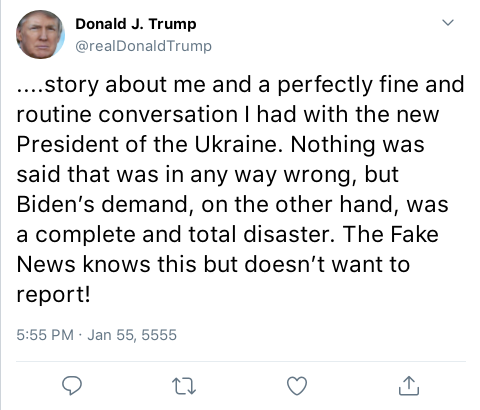 Donald J. Trump
@realDonaldTrump
....story about me and a perfectly fine and
routine conversation I had with the new
President of the Ukraine. Nothing was
said that was in any way wrong, but
Biden’s demand, on the other hand, was
a complete and total disaster. The Fake
News knows this but doesn’t want to
report!
5:55 PM · Jan 55, 5555